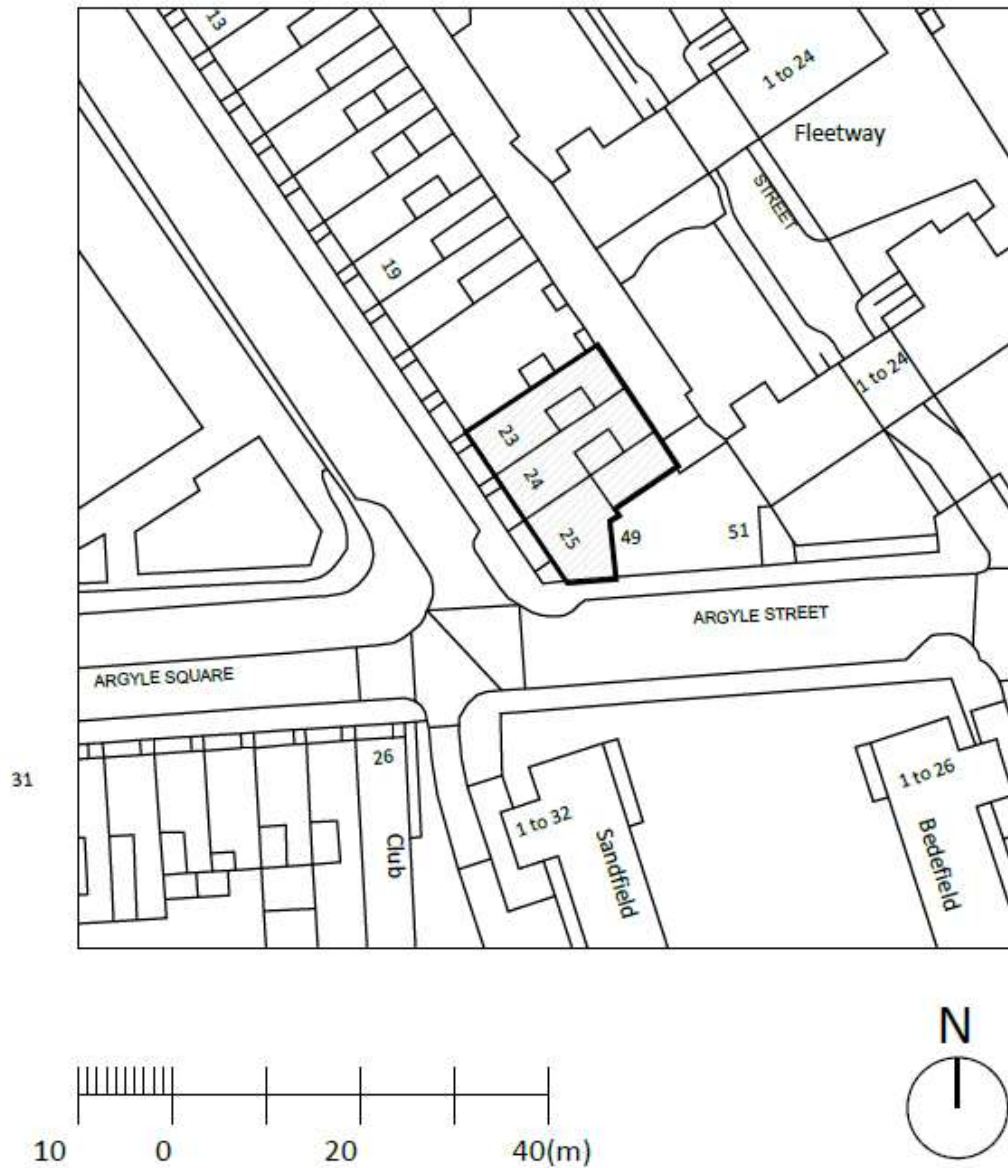 13
1 to 24
Fleetway
STREET
19
1 to 24
23
24
25
49
51
ARGYLE STREET
ARGYLE SQUARE
26
31
1 to 32
1 to 26
Club
Sandfield
Bedefield
N
10 0 20 40(m)